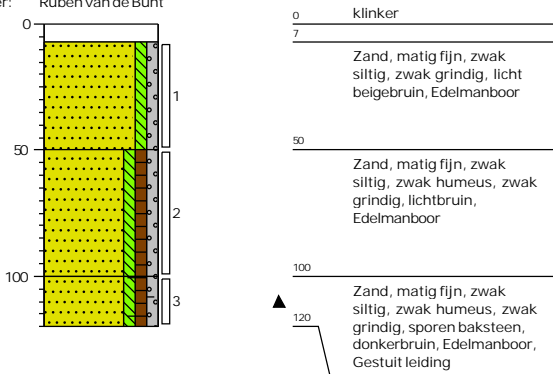 er: Ruben van de Bunt
0
50
100
1
2
3
0
klinker
7
Zand, matig fijn, zwak
siltig, zwak grindig, licht
beigebruin, Edelmanboor
50
Zand, matig fijn, zwak
siltig, zwak humeus, zwak
grindig, lichtbruin,
Edelmanboor
100
Zand, matig fijn, zwak
siltig, zwak humeus, zwak
grindig, sporen baksteen,
donkerbruin, Edelmanboor,
Gestuit leiding
120